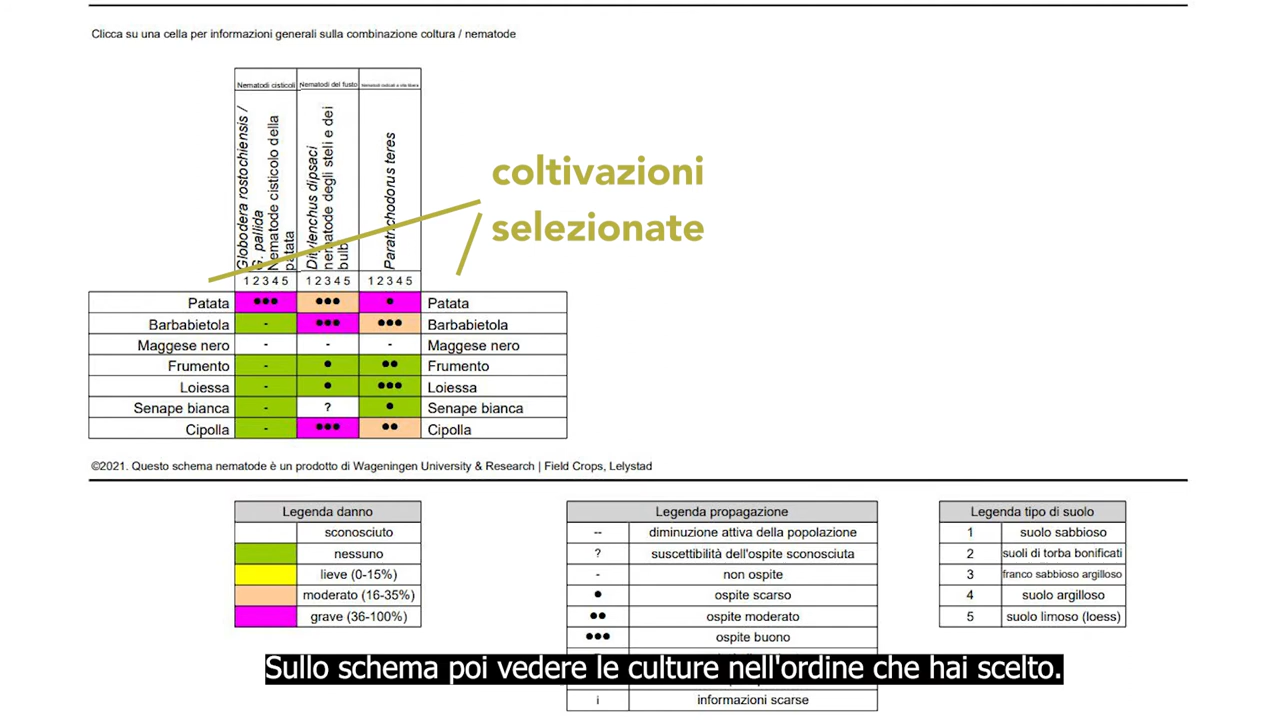 Clicca su una cella per informazioni generali sulla combinazione coltura / nematode
Nematodi cisticoli
Nematodi del fusto
Nematodi radicali a vita libera
Globodera rostochiensis /
G. pallida
Nematode cisticolo della
patata
Ditylenchus dipsaci
nematode degli steli e dei
bulbi
Paratrichodorus teres
coltivazioni
selezionate
1 2 3 4 5 1 2 3 4 5 1 2 3 4 5
Patata ●●● ●●● ● Patata
Barbabietola - ●●● ●●● Barbabietola
Maggese nero - - - Maggese nero
Frumento - ● ●● Frumento
Loiessa - ● ●●● Loiessa
Senape bianca - ? ● Senape bianca
Cipolla - ●●● ●● Cipolla
©2021. Questo schema nematode è un prodotto di Wageningen University & Research | Field Crops, Lelystad
Legenda danno
sconosciuto
nessuno
lieve (0-15%)
moderato (16-35%)
grave (36-100%)
Legenda propagazione
-- diminuzione attiva della popolazione
? suscettibilità dell'ospite sconosciuta
- non ospite
● ospite scarso
●● ospite moderato
●●● ospite buono
i informazioni scarse
Legenda tipo di suolo
1 suolo sabbioso
2 suoli di torba bonificati
3 franco sabbioso argilloso
4 suolo argilloso
5 suolo limoso (loess)
Sullo schema poi vedere le culture nell'ordine che hai scelto.